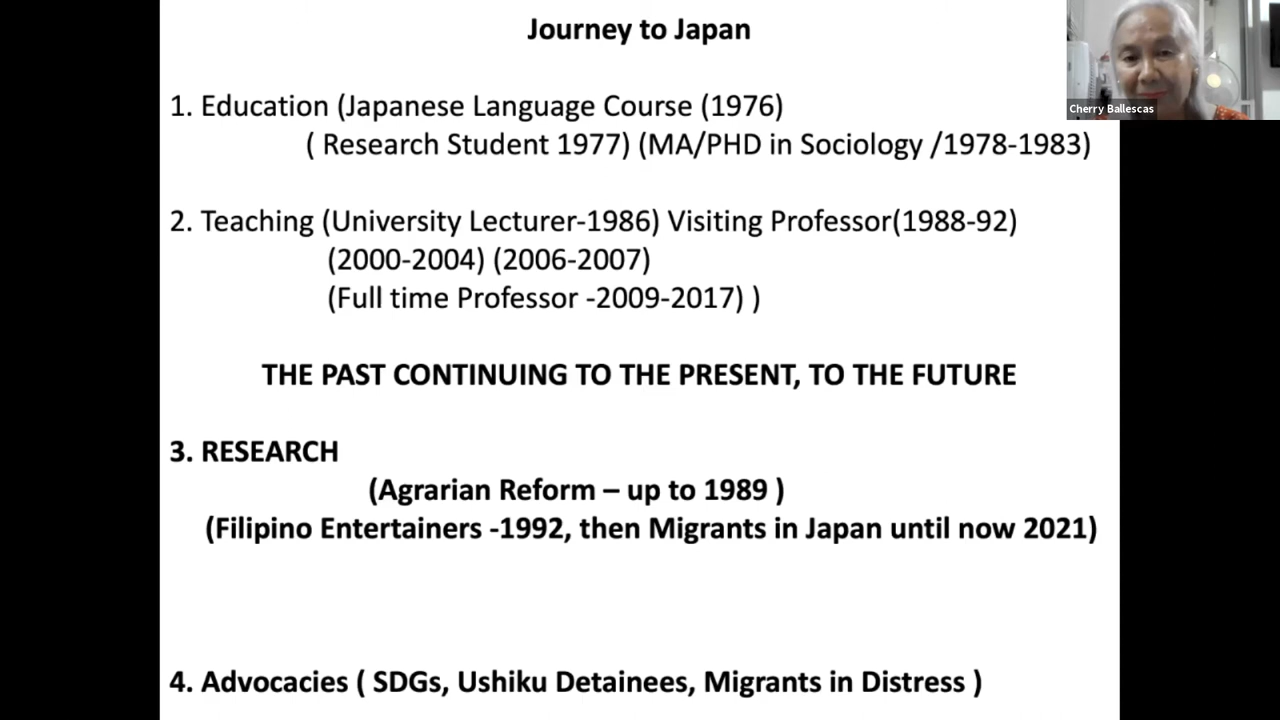 Journey to Japan
Cherry Ballescas
1. Education (Japanese Language Course (1976)
( Research Student 1977) (MA/PHD in Sociology /1978-1983)
2. Teaching (University Lecturer-1986) Visiting Professor(1988-92)
(2000-2004) (2006-2007)
(Full time Professor -2009-2017) )
THE PAST CONTINUING TO THE PRESENT, TO THE FUTURE
3. RESEARCH
(Agrarian Reform – up to 1989 )
(Filipino Entertainers -1992, then Migrants in Japan until now 2021)
4. Advocacies ( SDGs, Ushiku Detainees, Migrants in Distress )